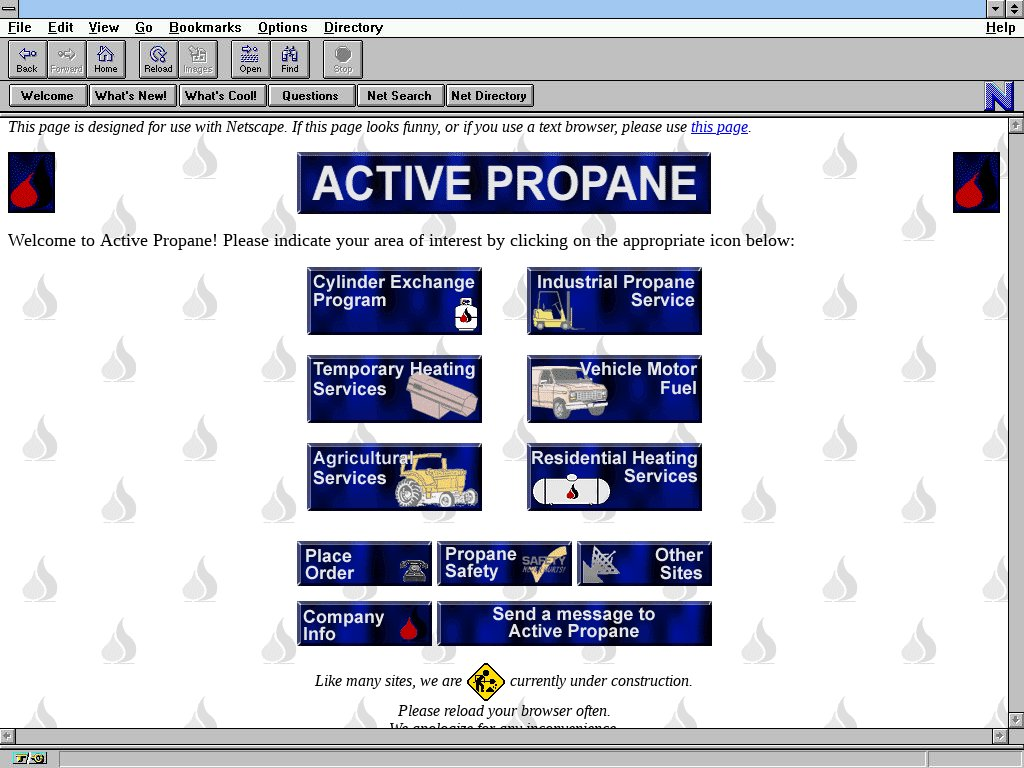 File Edit View Go Bookmarks Options Directory Help
Back Forward Home Reload Images Open Find Stop
Welcome What's New! What's Cool! Questions Net Search Net Directory
N
This page is designed for use with Netscape. If this page looks funny, or if you use a text browser, please use this page.
ACTIVE PROPANE
Welcome to Active Propane! Please indicate your area of interest by clicking on the appropriate icon below:
Cylinder Exchange
Program
Industrial Propane
Service
Temporary Heating
Services
Vehicle Motor
Fuel
Agricultural
Services
Residential Heating
Services
Place
Order
Propane
Safety
SAFETY
Other
Sites
Company
Info
Send a message to
Active Propane
Like many sites, we are currently under construction.
Please reload your browser often.
We apologize for any inconvenience.